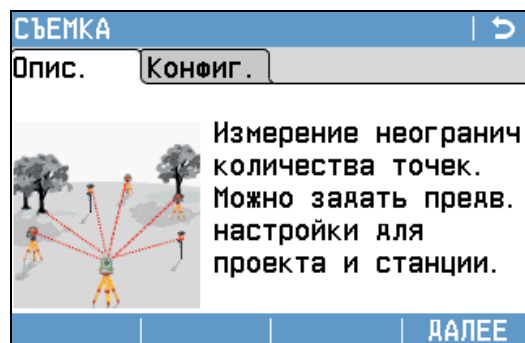 СЪЕМКА
Опис. Конфиг.
Измерение неогранич
количества точек.
Можно задать предв.
настройки для
проекта и станции.
ДАЛЕЕ